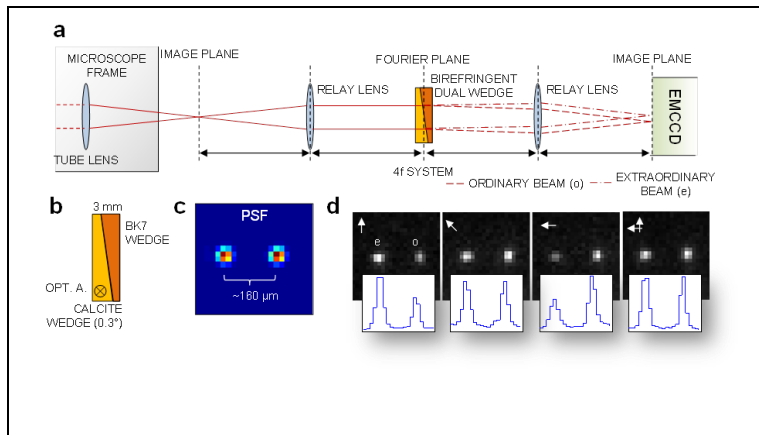 a
MICROSCOPE
FRAME
IMAGE PLANE
FOURIER PLANE
IMAGE PLANE
RELAY LENS
BIREFRINGENT
DUAL WEDGE
RELAY LENS
EMCCD
TUBE LENS
4f SYSTEM
ORDINARY BEAM (o)
EXTRAORDINARY
BEAM (e)
b
3 mm
BK7
WEDGE
OPT. A.
CALCITE
WEDGE (0.3°)
c
PSF
~160 µm
d
e
o